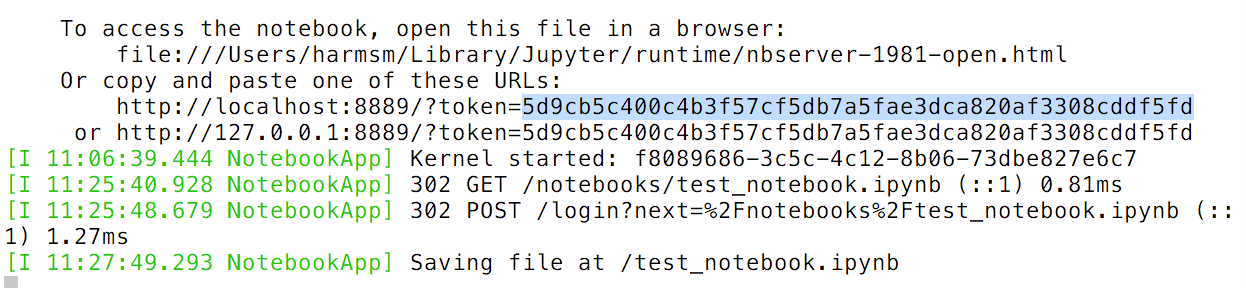 To access the notebook, open this file in a browser:
file:///Users/harmsm/Library/Jupyter/runtime/nbserver-1981-open.html
Or copy and paste one of these URLs:
http://localhost:8889/?token=5d9cb5c400c4b3f57cf5db7a5fae3dca820af3308cddf5fd
or http://127.0.0.1:8889/?token=5d9cb5c400c4b3f57cf5db7a5fae3dca820af3308cddf5fd
[I 11:06:39.444 NotebookApp] Kernel started: f8089686-3c5c-4c12-8b06-73dbe827e6c7
[I 11:25:40.928 NotebookApp] 302 GET /notebooks/test_notebook.ipynb (::1) 0.81ms
[I 11:25:48.679 NotebookApp] 302 POST /login?next=%2Fnotebooks%2Ftest_notebook.ipynb (::
1) 1.27ms
[I 11:27:49.293 NotebookApp] Saving file at /test_notebook.ipynb